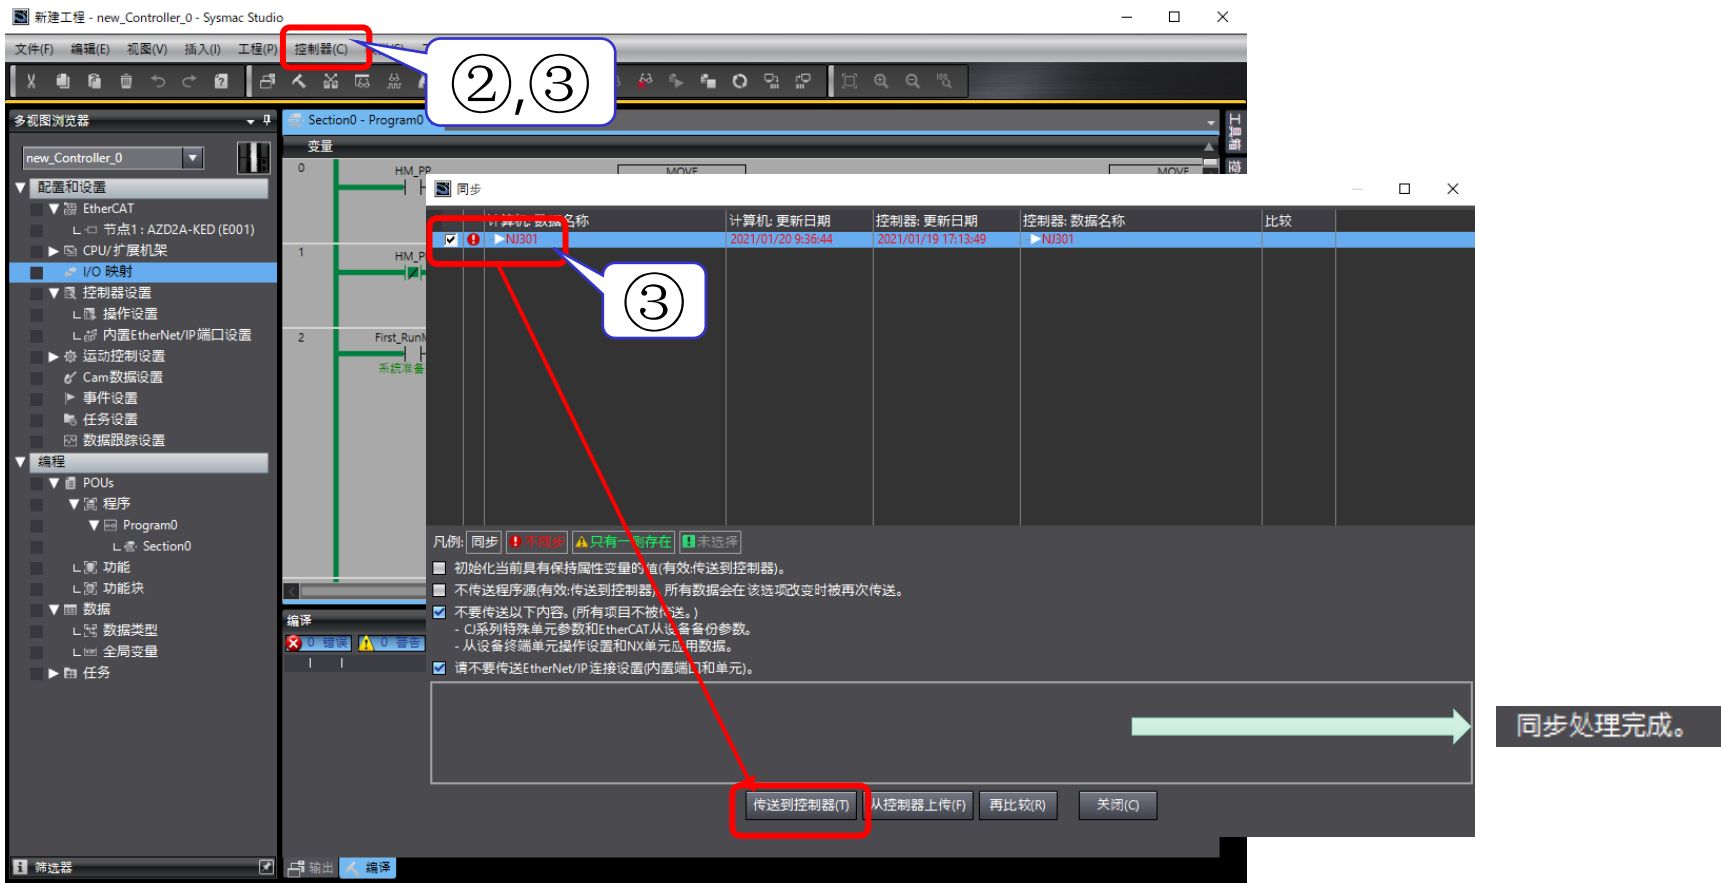 新建工程 - new_Controller_0 - Sysmac Studio
文件(F) 编辑(E) 视图(V) 插入(I) 工程(P) 控制器(C)
②,③
多视图浏览器
new_Controller_0
配置和设置
EtherCAT
节点1 : AZD2A-KED (E001)
CPU/扩展机架
I/O 映射
控制器设置
操作设置
内置EtherNet/IP端口设置
运动控制设置
Cam数据设置
事件设置
任务设置
数据跟踪设置
编程
POUs
程序
Program0
Section0
功能
功能块
数据
数据类型
全局变量
任务
筛选器
Section0 - Program0
变量
工具箱
0 HM_PP MOVE MOVE
1 HM_P
2 First_RunM
系统准备
编译
0 错误 0 警告
输出 编译
同步
计算机: 数据名称 计算机: 更新日期 控制器: 更新日期 控制器: 数据名称 比较
NJ301 2021/01/20 9:36:44 2021/01/19 17:13:49 NJ301
③
凡例: 同步 不同步 只有一侧存在 未选择
初始化当前具有保持属性变量的值(有效:传送到控制器)。
不传送程序源(有效:传送到控制器)。所有数据会在该选项改变时被再次传送。
不要传送以下内容。(所有项目不被传送。)
- CJ系列特殊单元参数和EtherCAT从设备备份参数。
- 从设备终端单元操作设置和NX单元应用数据。
请不要传送EtherNet/IP连接设置(内置端口和单元)。
传送到控制器(T) 从控制器上传(F) 再比较(R) 关闭(C)
同步处理完成。